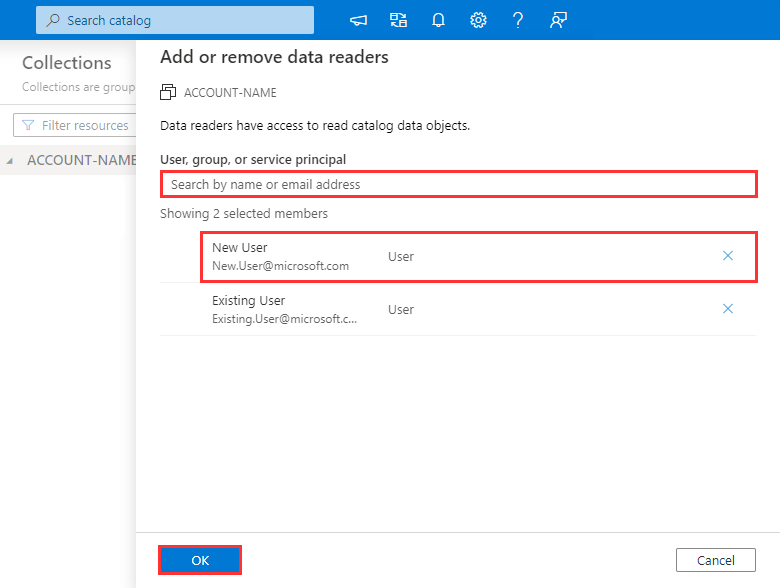 Search catalog
Collections
Collections are group
Filter resources
ACCOUNT-NAME
Add or remove data readers
ACCOUNT-NAME
Data readers have access to read catalog data objects.
User, group, or service principal
Search by name or email address
Showing 2 selected members
New User
New.User@microsoft.com
User
Existing User
Existing.User@microsoft.c...
User
OK
Cancel